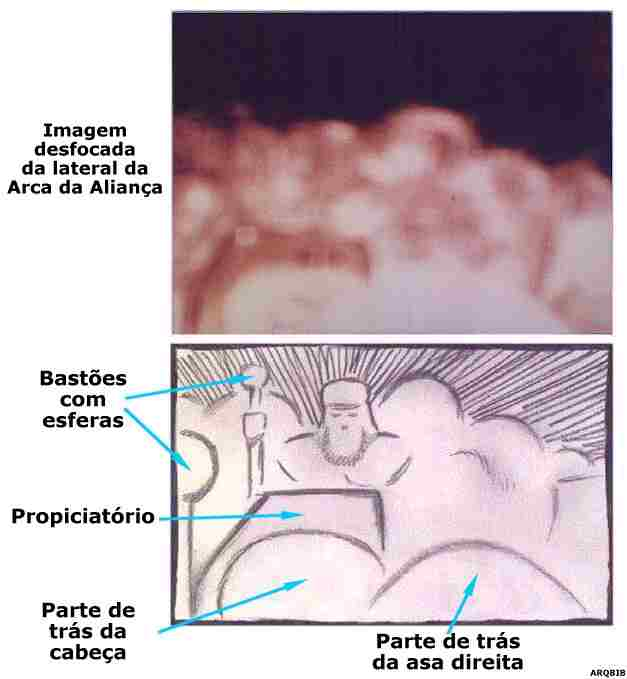 Imagem
desfocada
da lateral da
Arca da Aliança
Bastões
com
esferas
Propiciatório
Parte de
trás da
cabeça
Parte de trás
da asa direita
ARQBIB